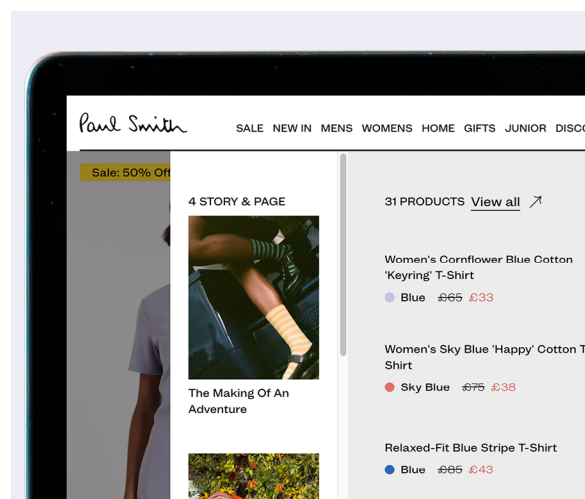 Paul Smith
SALE NEW IN MENS WOMENS HOME GIFTS JUNIOR
Sale: 50% Off
4 STORY & PAGE
The Making Of An
Adventure
31 PRODUCTS View all
Women's Cornflower Blue Cotton
'Keyring' T-Shirt
Blue £65 £33
Women's Sky Blue 'Happy' Cotton T
Shirt
Sky Blue £75 £38
Relaxed-Fit Blue Stripe T-Shirt
Blue £85 £43